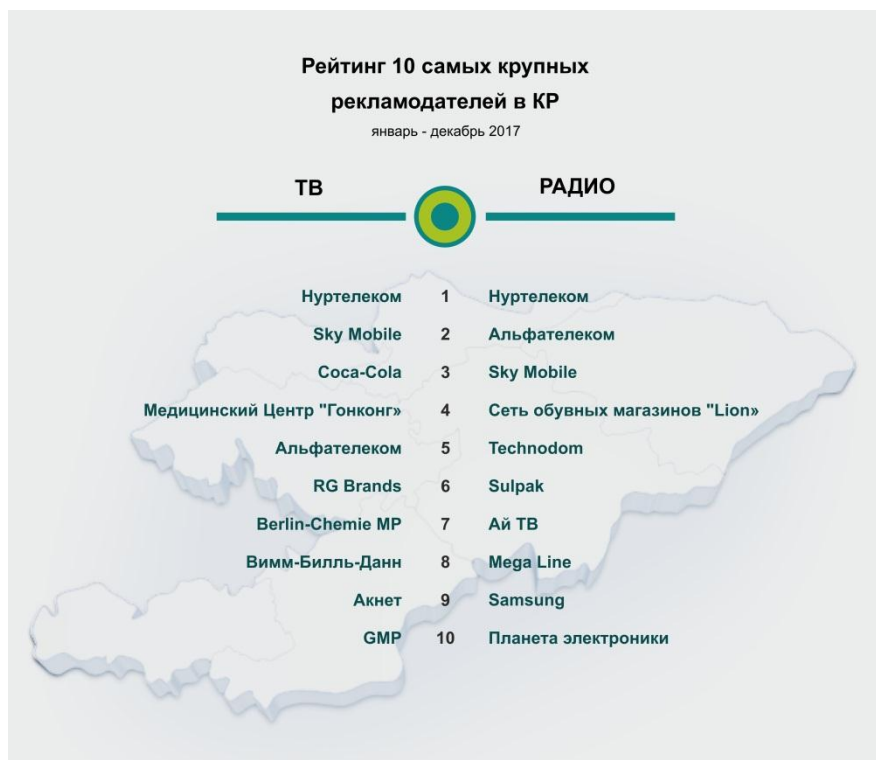 Рейтинг 10 самых крупных
рекламодателей в КР
январь - декабрь 2017
ТВ РАДИО
Нуртелеком 1 Нуртелеком
Sky Mobile 2 Альфателеком
Coca-Cola 3 Sky Mobile
Медицинский Центр "Гонконг» 4 Сеть обувных магазинов "Lion»
Альфателеком 5 Technodom
RG Brands 6 Sulpak
Berlin-Chemie MP 7 Ай ТВ
Вимм-Билль-Данн 8 Mega Line
Акнет 9 Samsung
GMP 10 Планета электроники